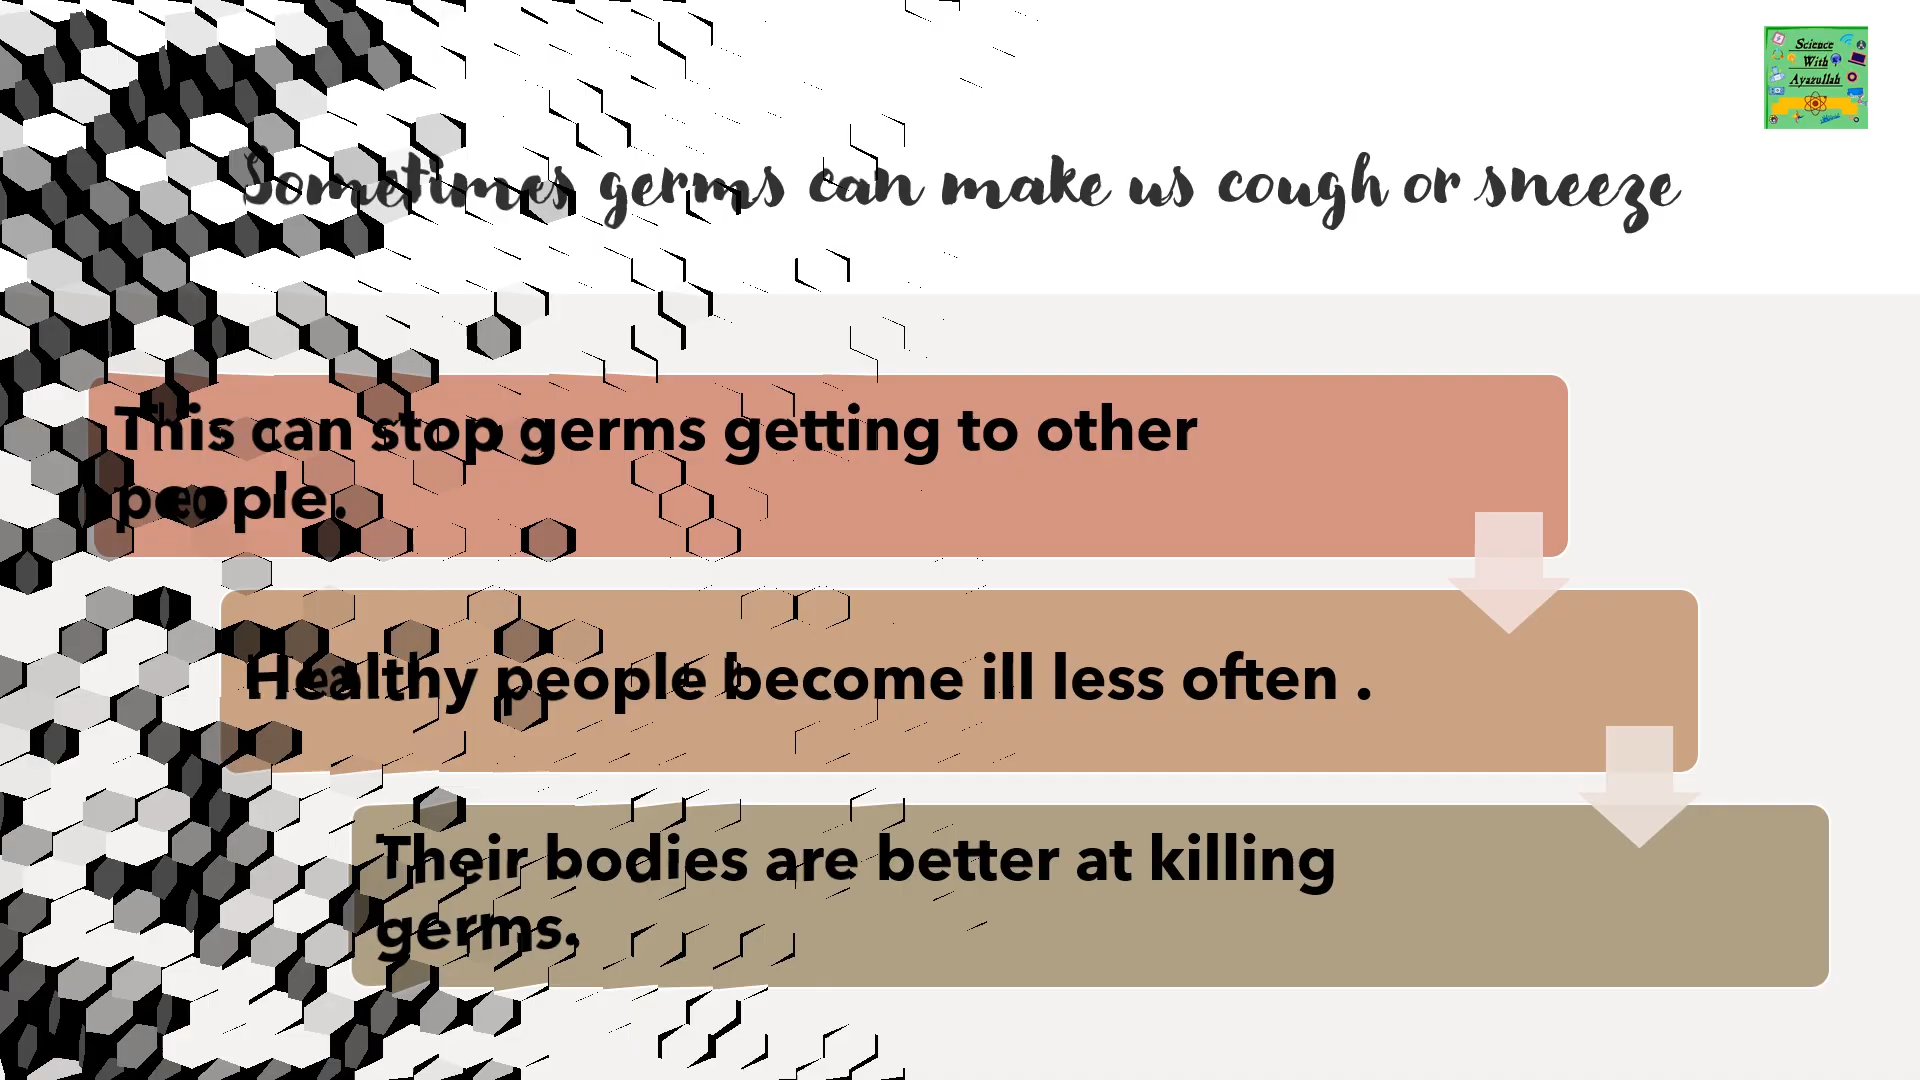 Science
With
Ayazullah
Sometimes germs can make us cough or sneeze
This can stop germs getting to other
people.
Healthy people become ill less often .
Their bodies are better at killing
germs.